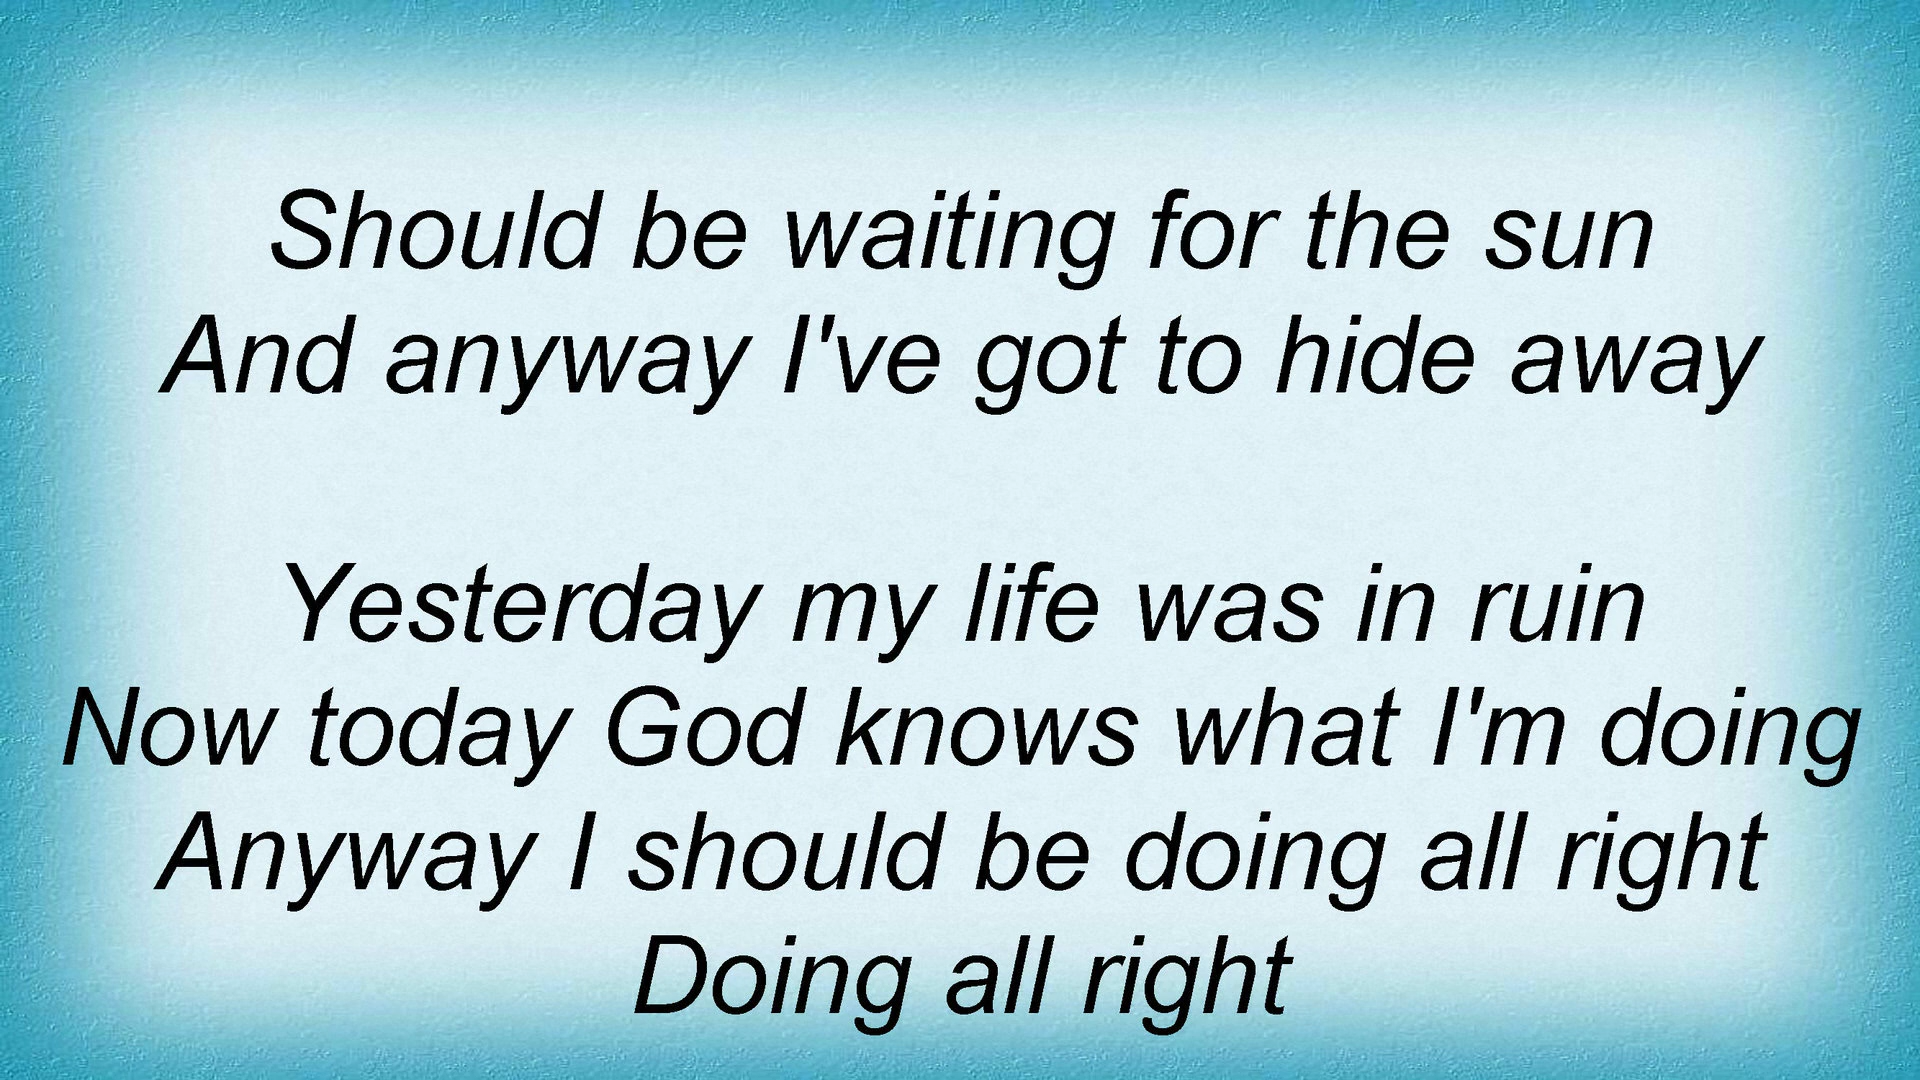 Should be waiting for the sun
And anyway I've got to hide away
Yesterday my life was in ruin
Now today God knows what I'm doing
Anyway I should be doing all right
Doing all right